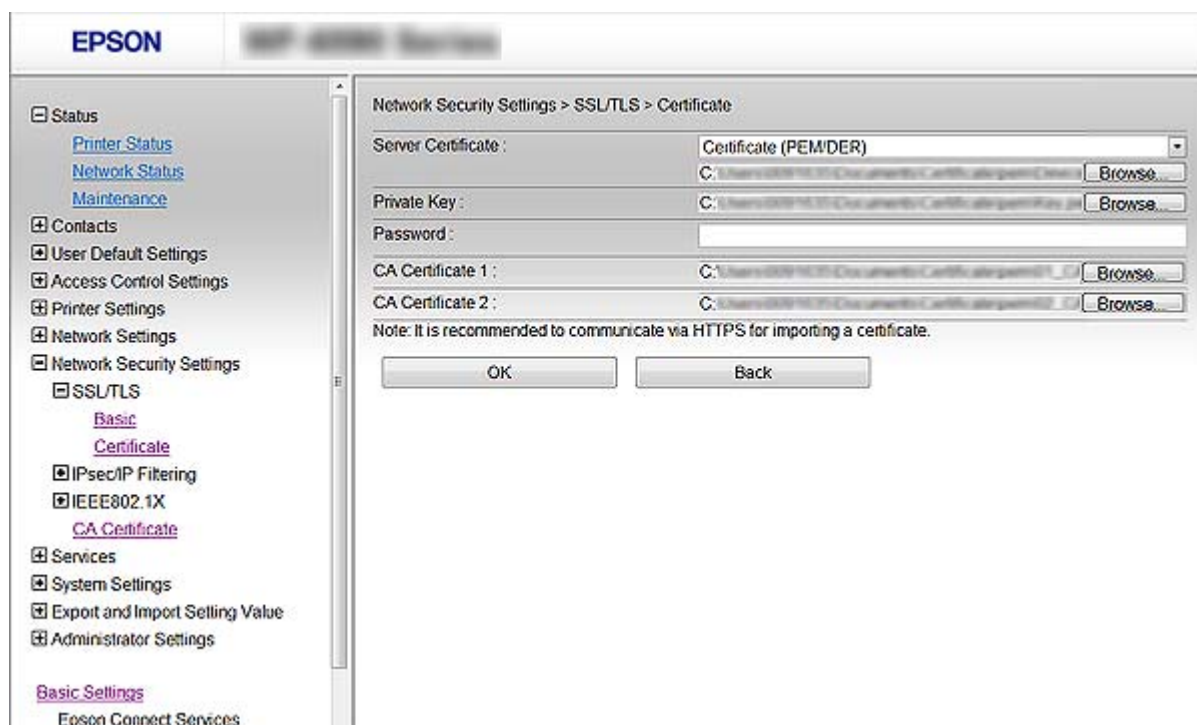 EPSON
Status
Printer Status
Network Status
Maintenance
Contacts
User Default Settings
Access Control Settings
Printer Settings
Network Settings
Network Security Settings
SSL/TLS
Basic
Certificate
IPsec/IP Filtering
IEEE802.1X
CA Certificate
Services
System Settings
Export and Import Setting Value
Administrator Settings
Basic Settings
Epson Connect Services
Network Security Settings > SSL/TLS > Certificate
Server Certificate : Certificate (PEM/DER)
C: Browse...
Private Key : C: Browse...
Password :
CA Certificate 1 : C: Browse...
CA Certificate 2 : C: Browse...
Note: It is recommended to communicate via HTTPS for importing a certificate.
OK Back